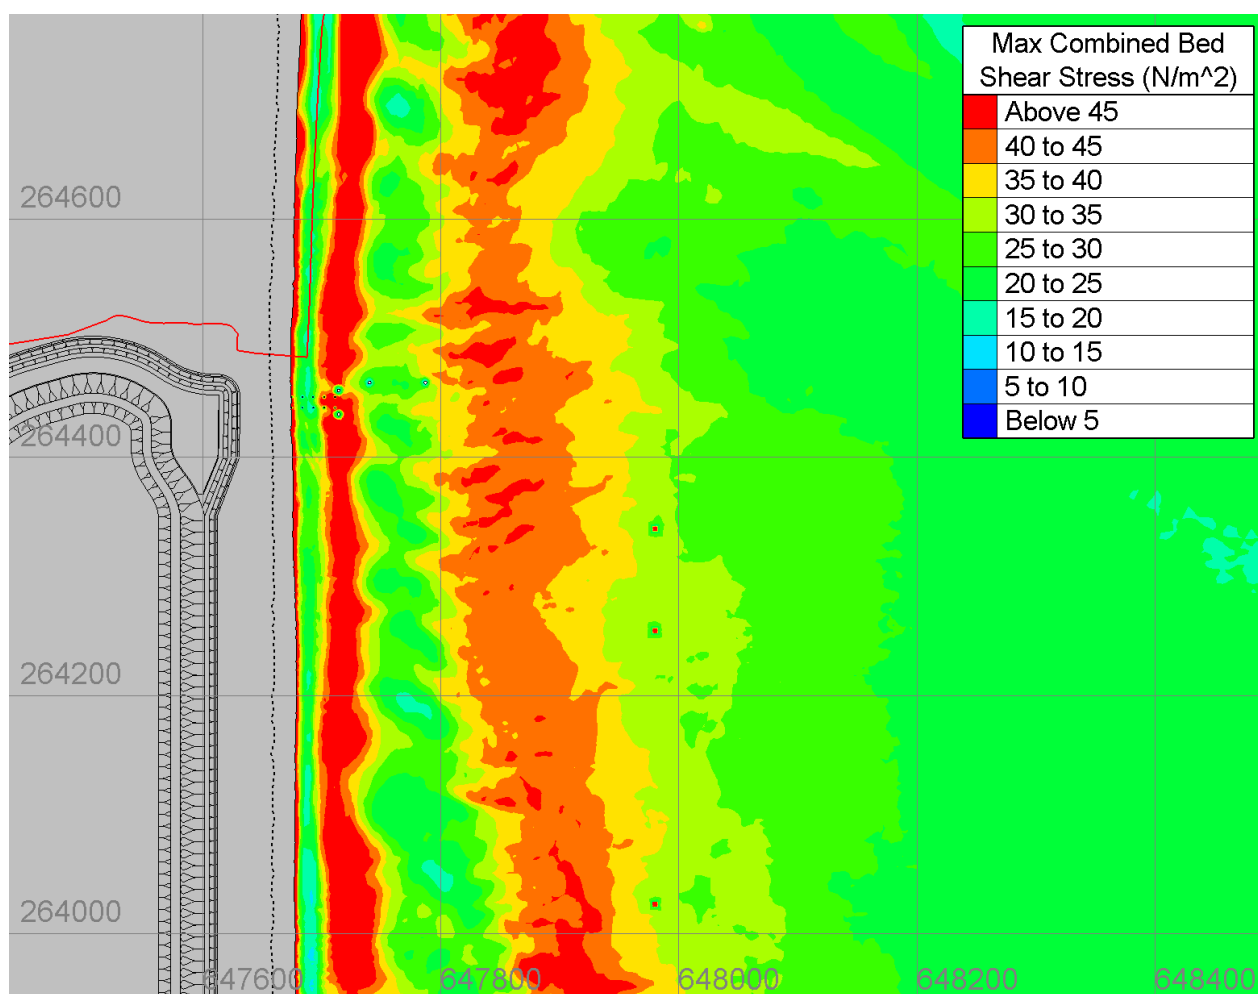 Max Combined Bed
Shear Stress (N/m^2)
Above 45
40 to 45
35 to 40
30 to 35
25 to 30
20 to 25
15 to 20
10 to 15
5 to 10
Below 5
264600
264400
264200
264000
647600
647800
648000
648200
648400